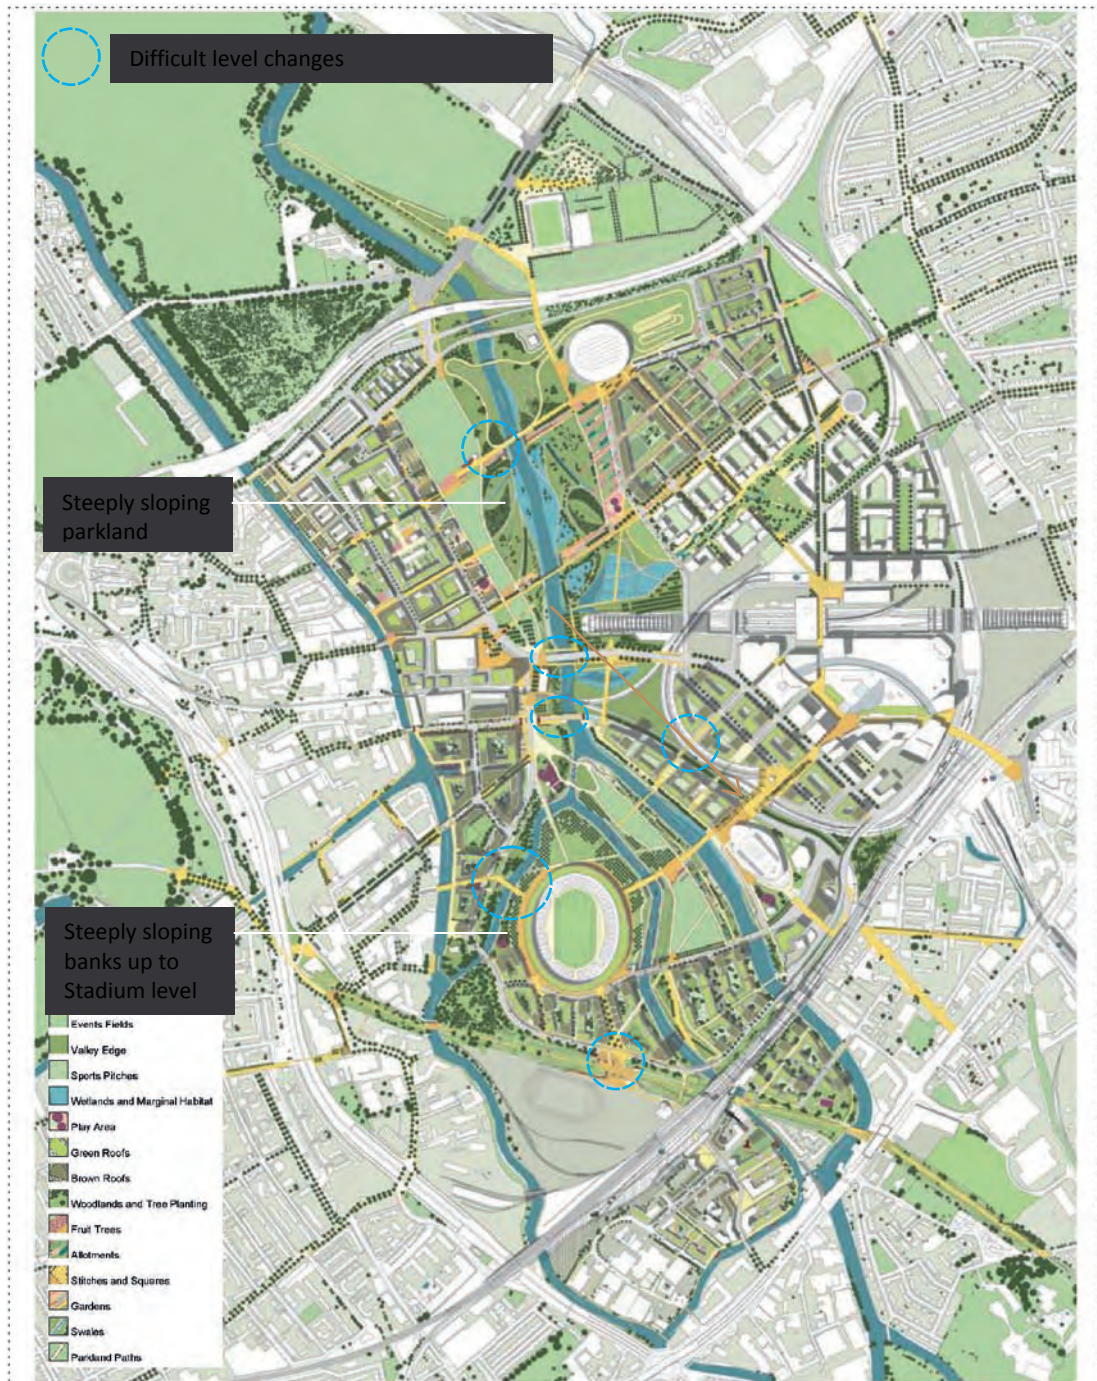 Difficult level changes
Steeply sloping
parkland
Steeply sloping
banks up to
Stadium level
Events Fields
Valley Edge
Sports Pitches
Wetlands and Marginal Habitat
Play Area
Green Roofs
Brown Roofs
Woodlands and Tree Planting
Fruit Trees
Allotments
Stitches and Squares
Gardens
Swales
Parkland Paths